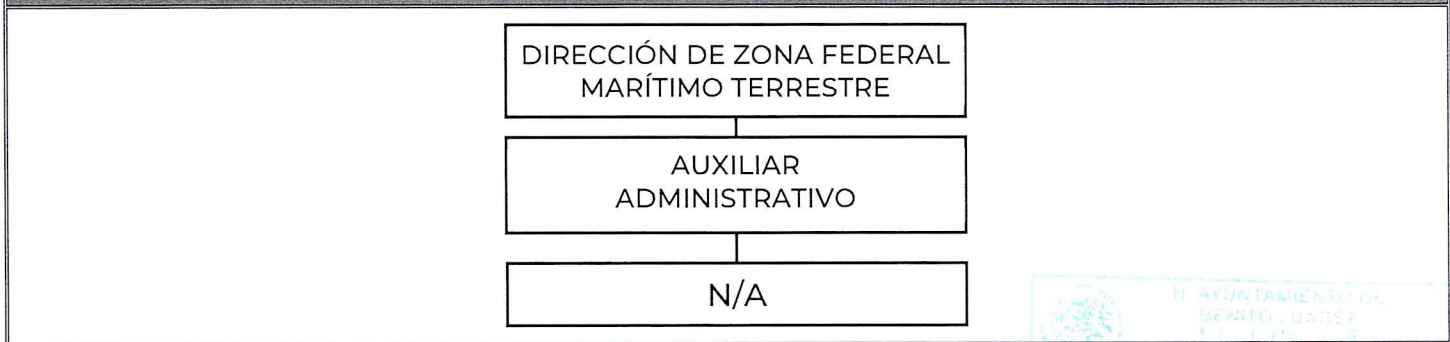 DIRECCIÓN DE ZONA FEDERAL
MARÍTIMO TERRESTRE
AUXILIAR
ADMINISTRATIVO
N/A
H. AYUNTAMIENTO DE
BENITO JUÁREZ